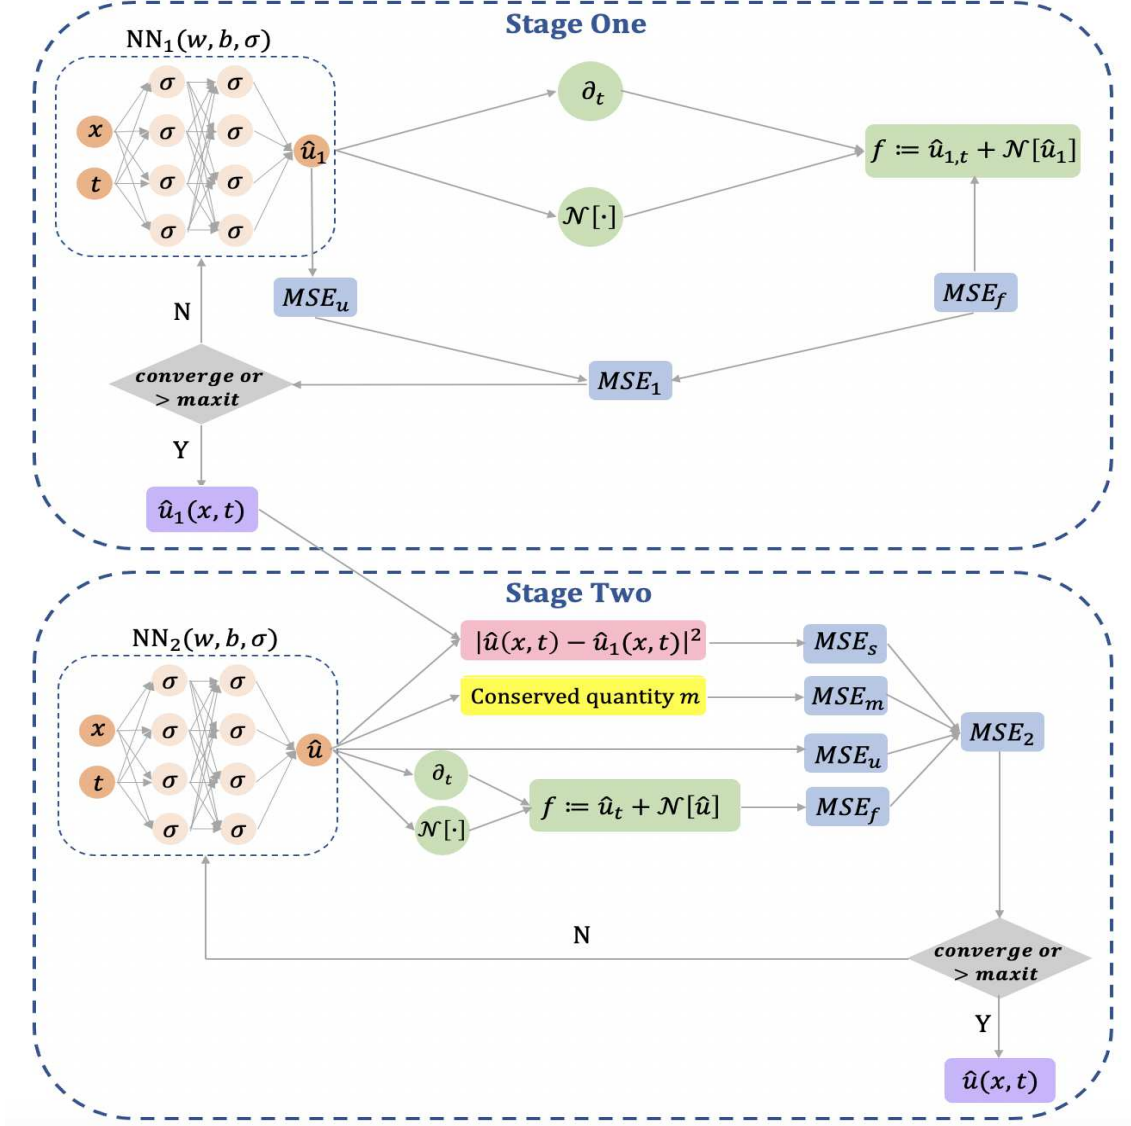 Stage One
NN₁(w, b, σ)
x
t
σ σ
σ σ
σ σ
σ σ
û₁
∂ₜ
𝒩[·]
f ≔ û₁,ₜ + 𝒩[û₁]
MSEᵤ
MSE_f
MSE₁
N
converge or
> maxit
Y
û₁(x, t)
Stage Two
NN₂(w, b, σ)
x
t
σ σ
σ σ
σ σ
σ σ
û
|û(x, t) − û₁(x, t)|²
MSEₛ
Conserved quantity m
MSEₘ
MSEᵤ
∂ₜ
𝒩[·]
f ≔ ûₜ + 𝒩[û]
MSE_f
MSE₂
N
converge or
> maxit
Y
û(x, t)